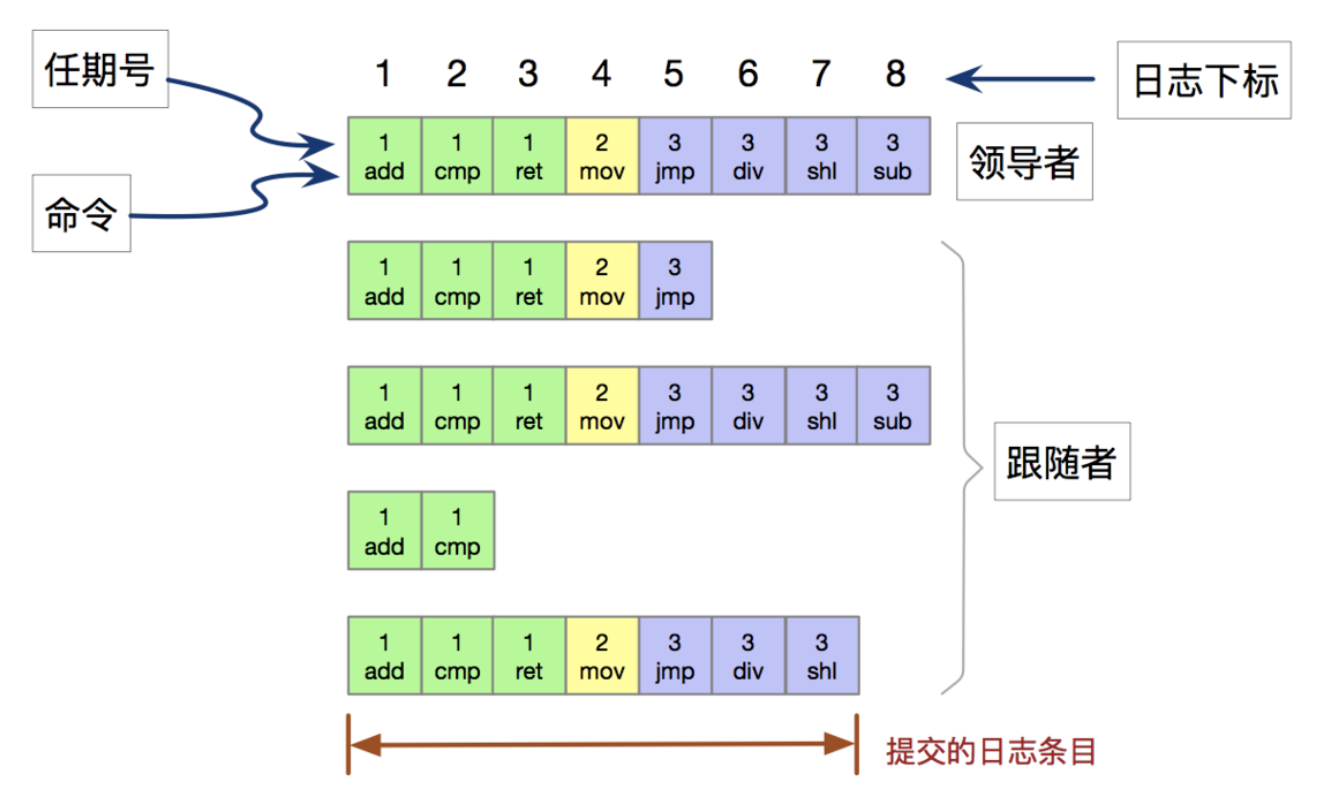 任期号
1 2 3 4 5 6 7 8
日志下标
1 1 1 2 3 3 3 3
add cmp ret mov jmp div shl sub
领导者
命令
1 1 1 2 3
add cmp ret mov jmp
1 1 1 2 3 3 3 3
add cmp ret mov jmp div shl sub
跟随者
1 1
add cmp
1 1 1 2 3 3 3
add cmp ret mov jmp div shl
提交的日志条目